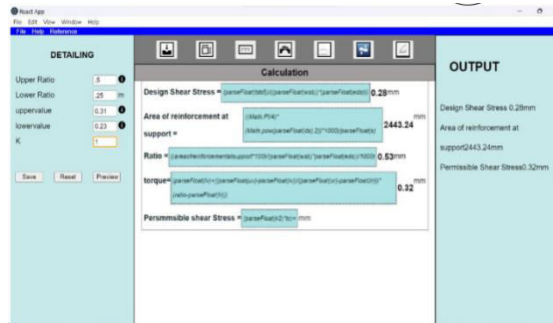 React App
File Edit View Window Help
File Help Reference
DETAILING
Upper Ratio .5
Lower Ratio .25 m
uppervalue 0.31
lowervalue 0.23
K 1
Save Reset Preview
Calculation
Design Shear Stress = 0.28mm
Area of reinforcement at
support =
2443.24 mm
Ratio = 0.53mm
torque= 0.32 mm
Persmmsible shear Stress = mm
OUTPUT
Design Shear Stress 0.28mm
Area of reinforcement at
support2443.24mm
Permissible Shear Stress0.32mm